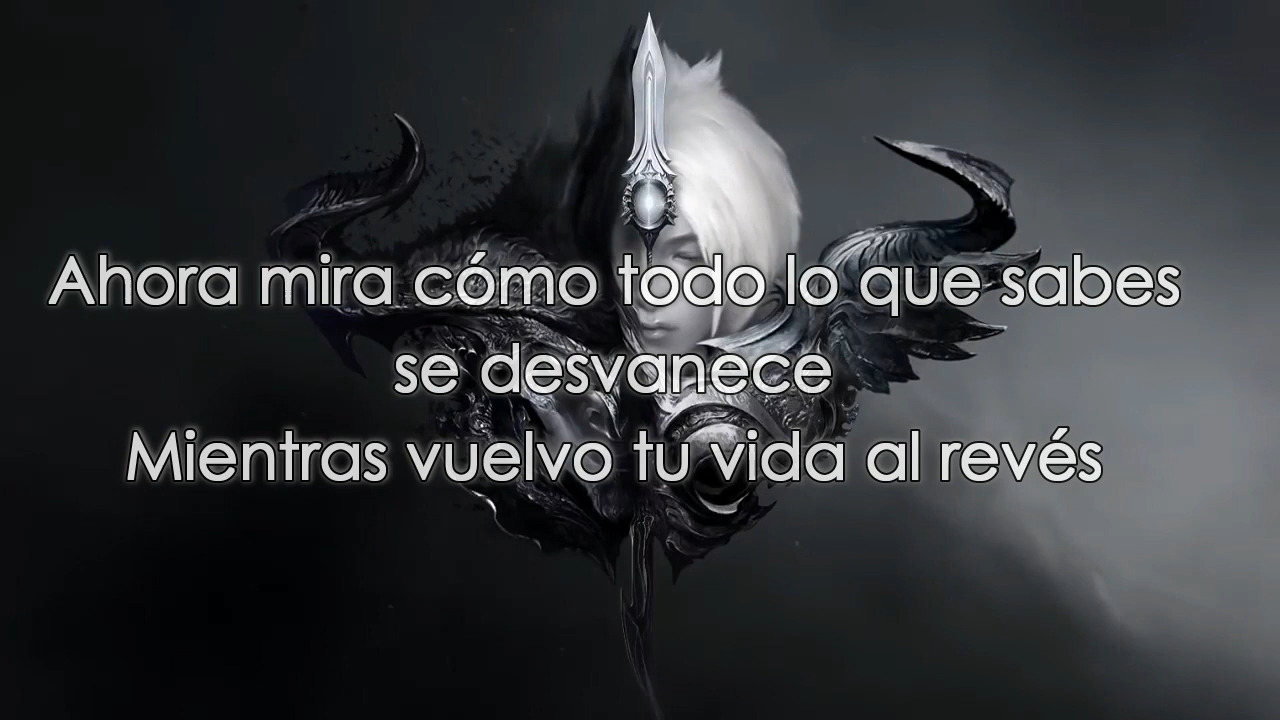 Ahora mira cómo todo lo que sabes
se desvanece
Mientras vuelvo tu vida al revés